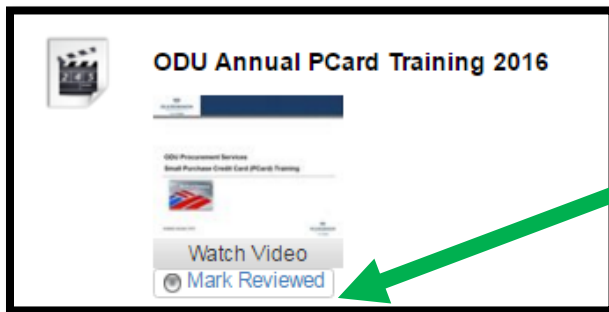 ODU Annual PCard Training 2016
ODU Procurement Services
Small Purchase Credit Card (PCard) Training
Watch Video
Mark Reviewed